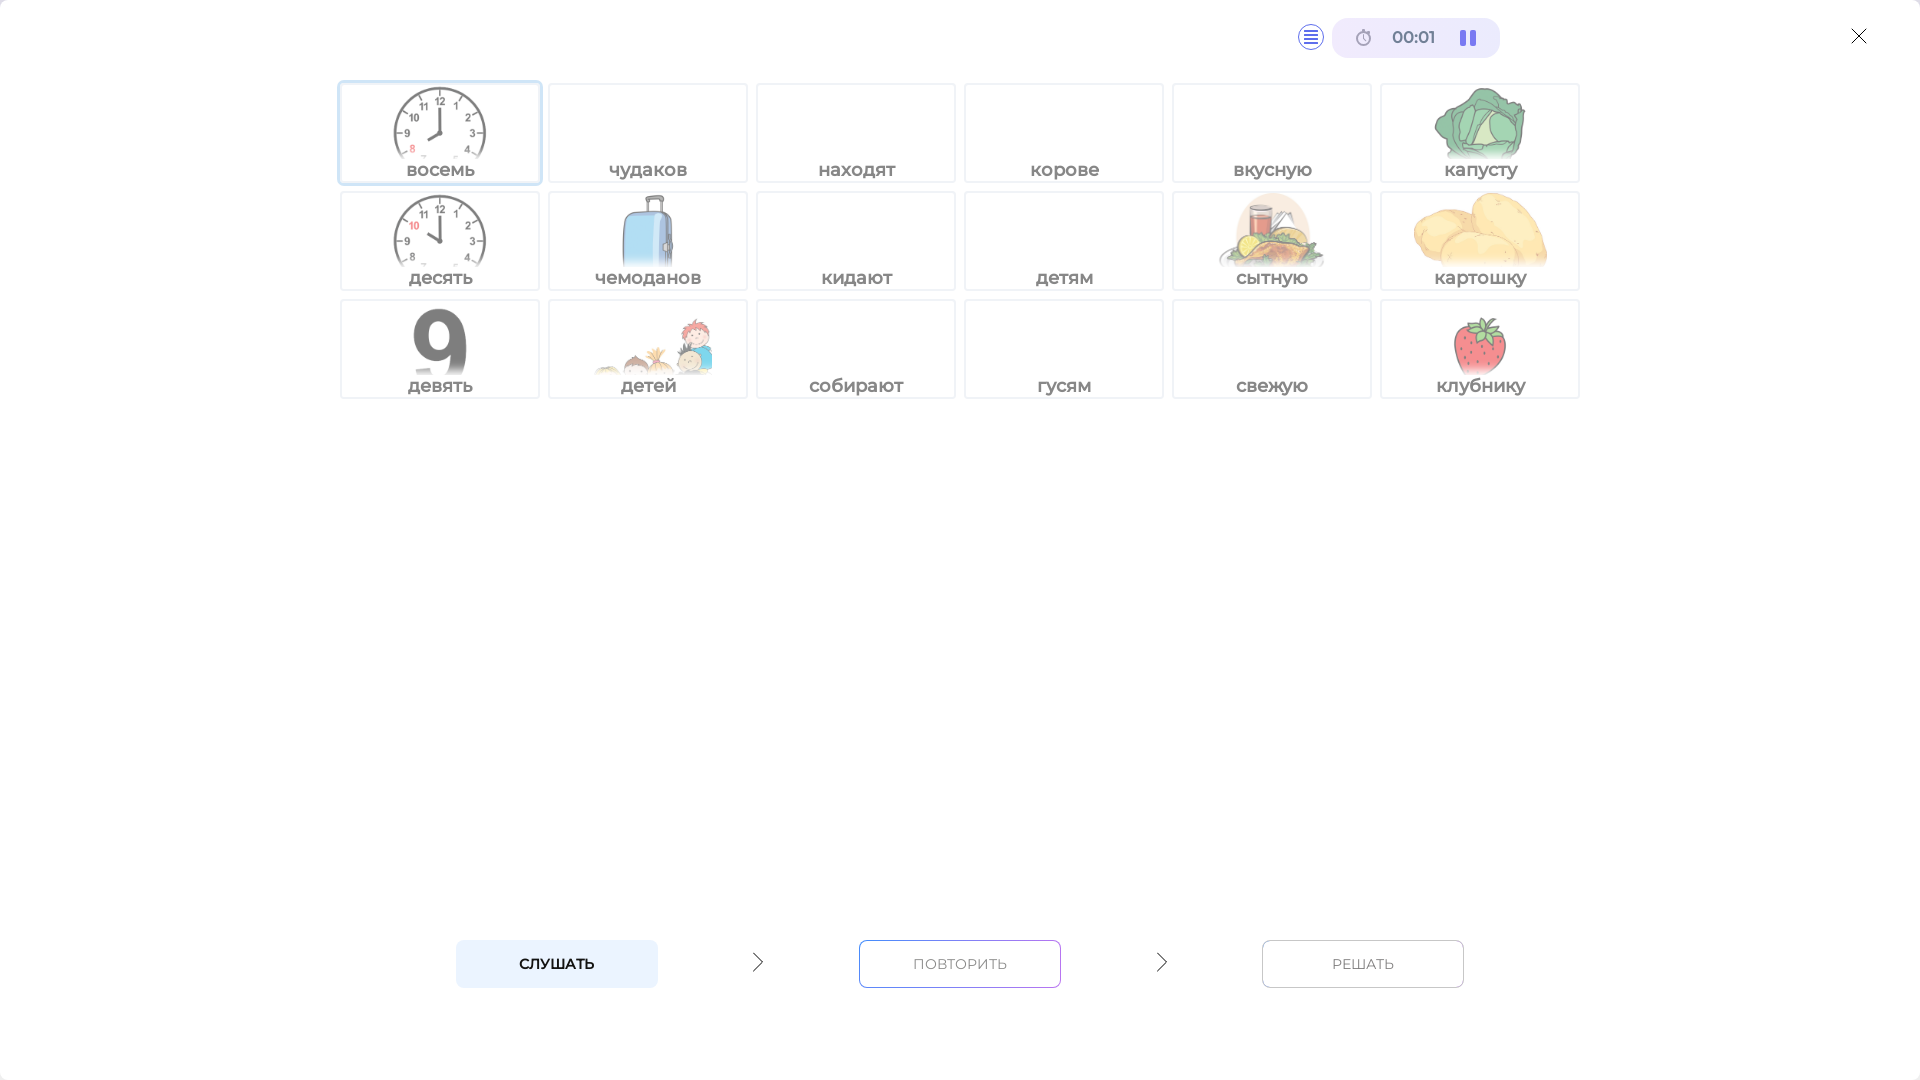 00:01
восемь чудаков находят корове вкусную капусту
десять чемоданов кидают детям сытную картошку
девять детей собирают гусям свежую клубнику
СЛУШАТЬ ПОВТОРИТЬ РЕШАТЬ